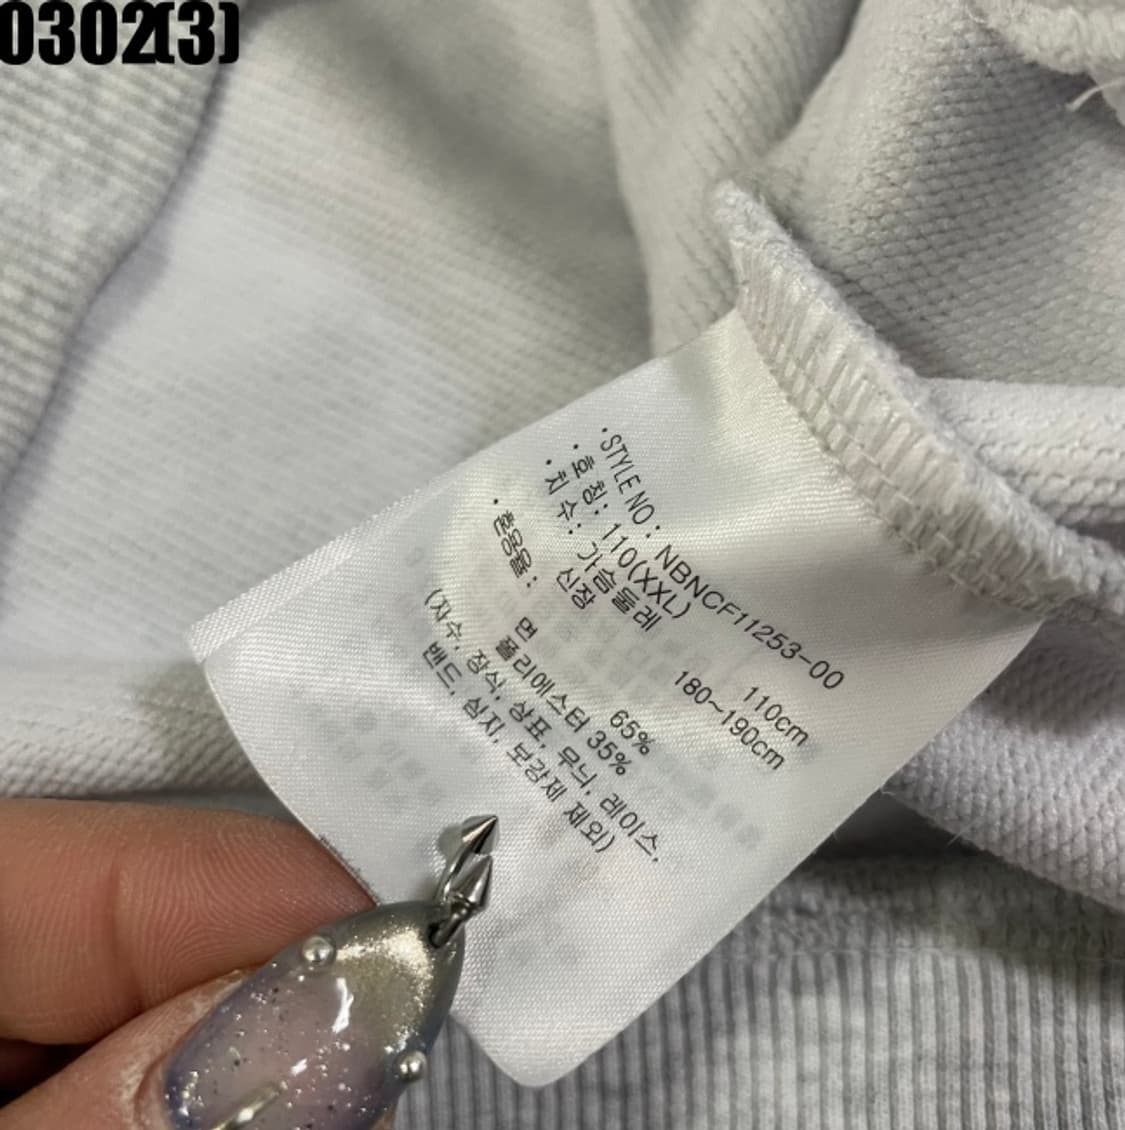 0302(3)
·STYLE NO : NBNCF11253-00
·호칭: 110(XXL)
·치수: 가슴둘레 110cm
신장 180~190cm
·혼용율: 면 65%
폴리에스터 35%
(자수, 장식, 상표, 무늬, 레이스,
밴드, 심지, 보강제 제외)